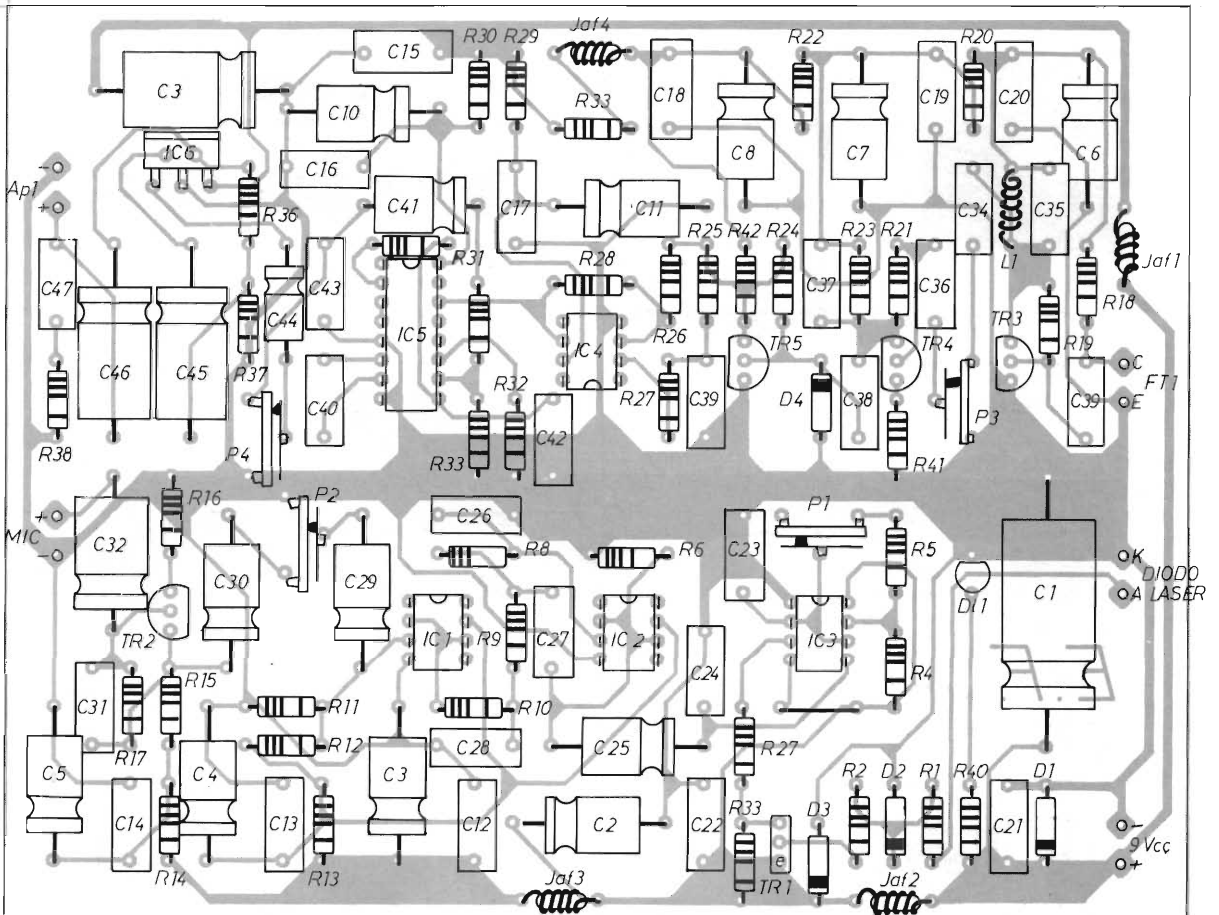 Jaf4
R30 R29
C15
R22
R20
C3
C10
R33
C18
C19
C20
C8
C7
C6
IC6
C16
Ap1
-
+
R36
C41
C17
C11
C34
C35
L1
Jaf1
R25 R42 R24
R23 R21
R31
R28
C47
C43
C44
C37
C36
R18
IC5
R26
IC4
TR5
TR4
TR3
R19
C46
C45
R37
C40
R32
R27
C39
D4
C38
P3
C39
C
FT1
E
R38
P4
R33
C42
R41
R16
P2
P1
MIC
+
-
C32
C30
C29
C26
R8
R6
C23
R5
K
DIODO
A LASER
D11
C1
TR2
IC1
R9
C27
IC2
IC3
C24
R4
R15
C31
R17
R11
R10
R12
C28
C25
R27
C5
C4
C3
R2 D2 R1 R40
D1
C14
C13
C12
C2
C22
R33
D3
C21
-
9 Vcc
+
R14
R13
e
TR1
Jaf3
Jaf2